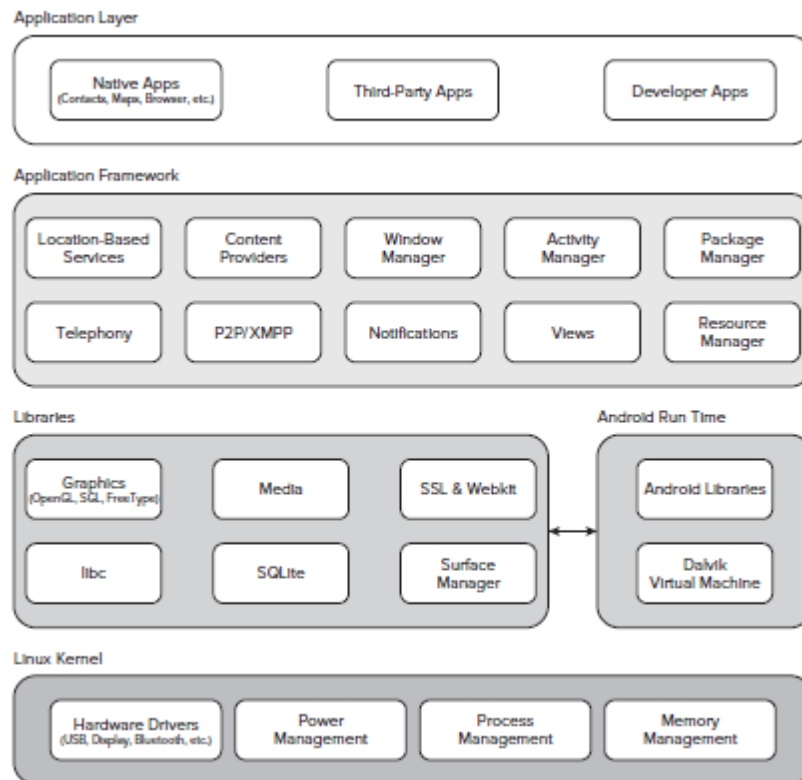 Application Layer
Native Apps
(Contacts, Maps, Browser, etc.)
Third-Party Apps
Developer Apps
Application Framework
Location-Based
Services
Content
Providers
Window
Manager
Activity
Manager
Package
Manager
Telephony
P2P/XMPP
Notifications
Views
Resource
Manager
Libraries
Graphics
(OpenGL, SGL, FreeType)
Media
SSL & Webkit
libc
SQLite
Surface
Manager
Android Run Time
Android Libraries
Dalvik
Virtual Machine
Linux Kernel
Hardware Drivers
(USB, Display, Bluetooth, etc.)
Power
Management
Process
Management
Memory
Management